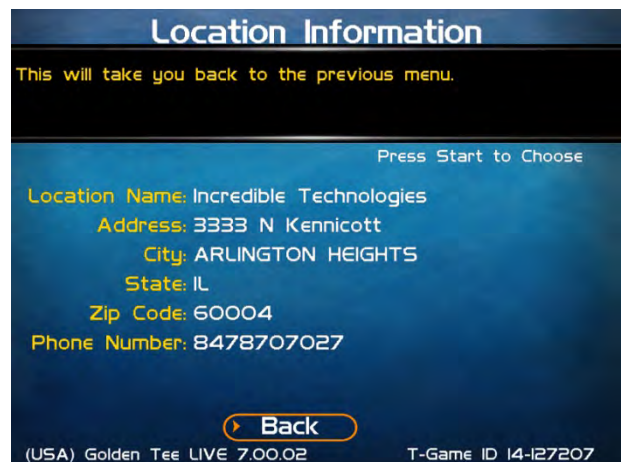 Location Information
This will take you back to the previous menu.
Press Start to Choose
Location Name: Incredible Technologies
Address: 3333 N Kennicott
City: ARLINGTON HEIGHTS
State: IL
Zip Code: 60004
Phone Number: 8478707027
Back
(USA) Golden Tee LIVE 7.00.02 T-Game ID 14-127207